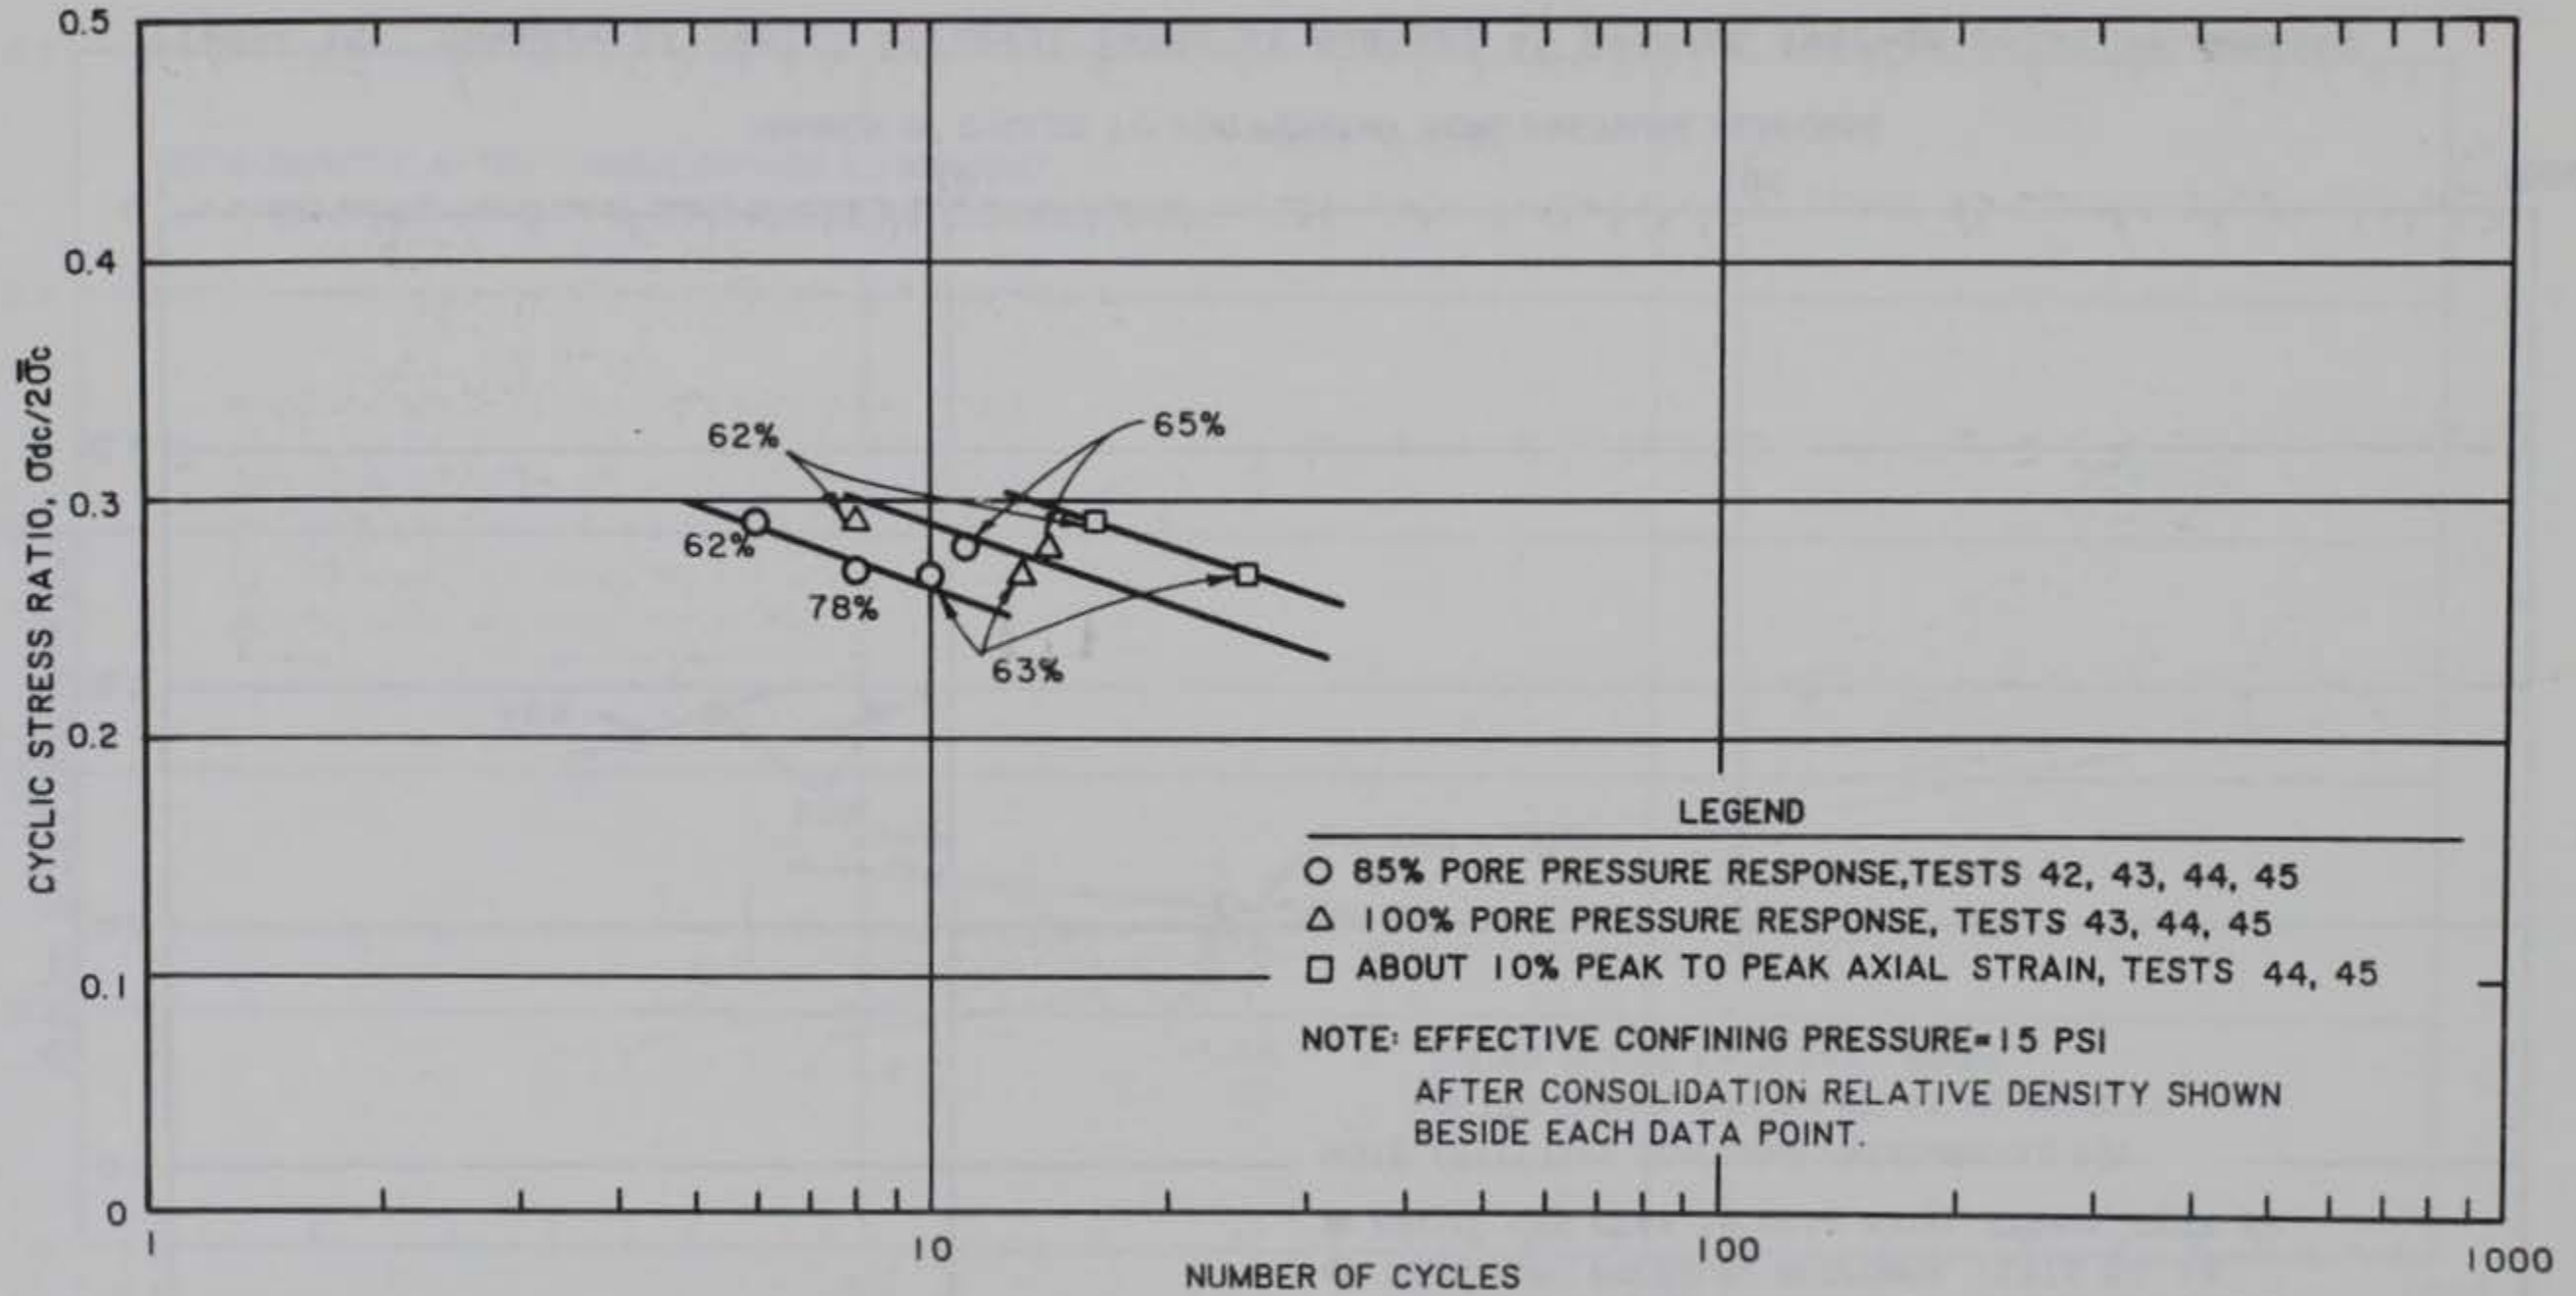 0.5
0.4
0.3
0.2
0.1
0
CYCLIC STRESS RATIO, σdc/2σ̿c
62%
65%
62%
78%
63%
LEGEND
○ 85% PORE PRESSURE RESPONSE, TESTS 42, 43, 44, 45
△ 100% PORE PRESSURE RESPONSE, TESTS 43, 44, 45
□ ABOUT 10% PEAK TO PEAK AXIAL STRAIN, TESTS 44, 45
NOTE: EFFECTIVE CONFINING PRESSURE=15 PSI
AFTER CONSOLIDATION RELATIVE DENSITY SHOWN
BESIDE EACH DATA POINT.
1 10 100 1000
NUMBER OF CYCLES